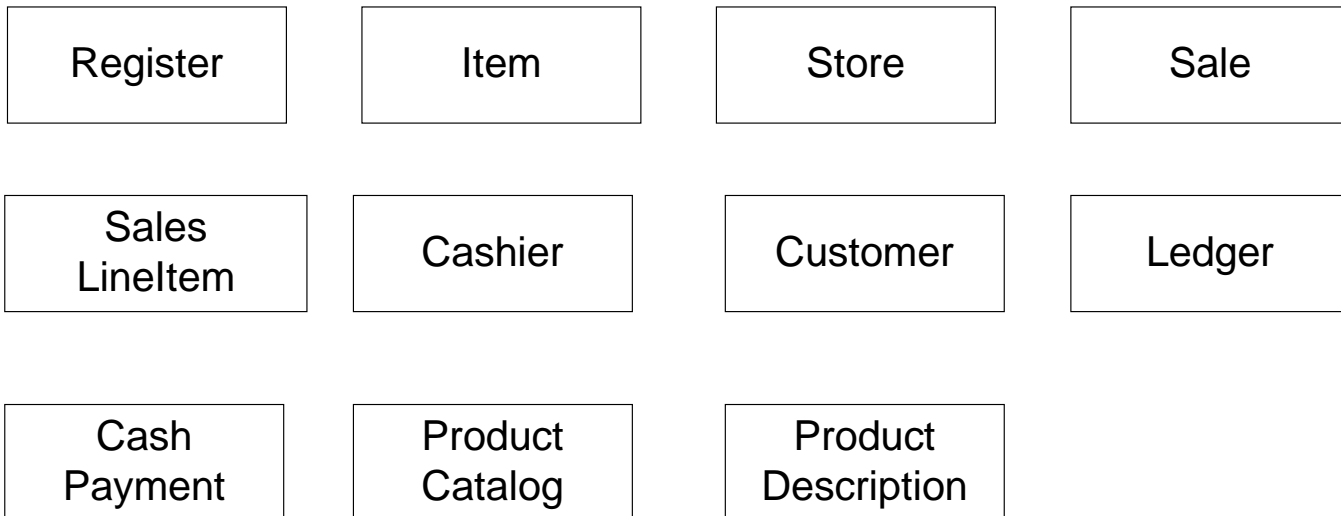 Register
Item
Store
Sale
Sales
LineItem
Cashier
Customer
Ledger
Cash
Payment
Product
Catalog
Product
Description